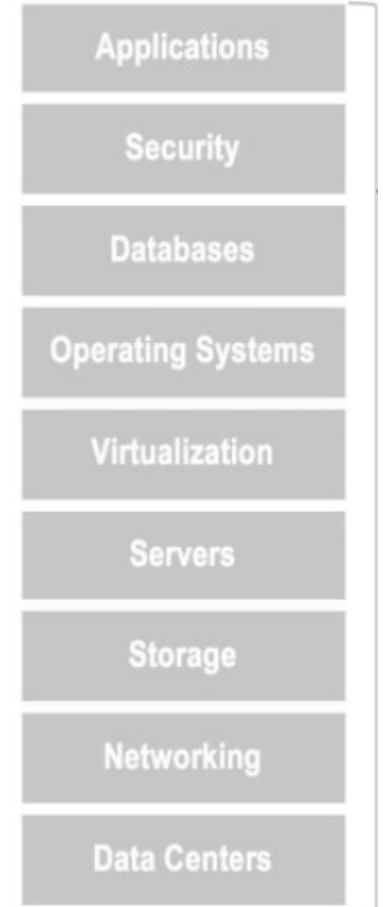 Applications
Security
Databases
Operating Systems
Virtualization
Servers
Storage
Networking
Data Centers